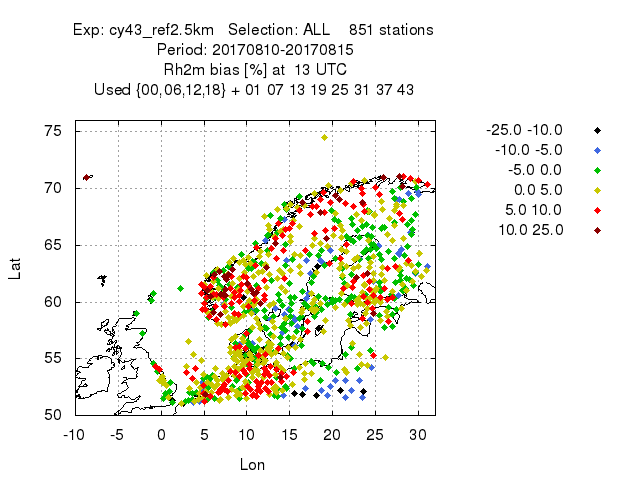 Exp: cy43_ref2.5km Selection: ALL 851 stations
Period: 20170810-20170815
Rh2m bias [%] at 13 UTC
Used {00,06,12,18} + 01 07 13 19 25 31 37 43
-25.0 -10.0
-10.0 -5.0
-5.0 0.0
0.0 5.0
5.0 10.0
10.0 25.0
75
70
65
60
55
50
Lat
-10 -5 0 5 10 15 20 25 30
Lon